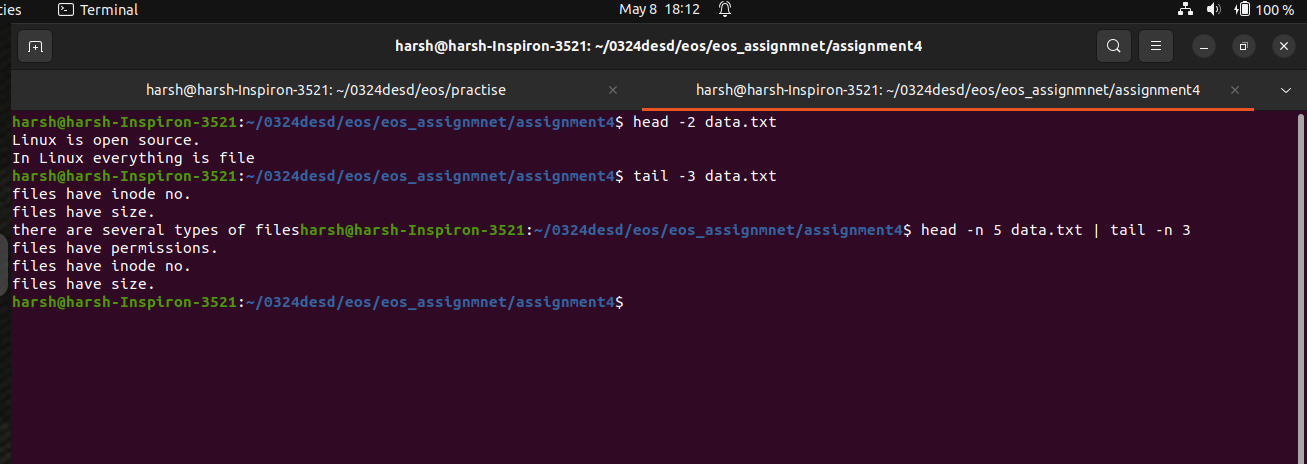 ies Terminal May 8 18:12 100 %
harsh@harsh-Inspiron-3521: ~/0324desd/eos/eos_assignmnet/assignment4
harsh@harsh-Inspiron-3521: ~/0324desd/eos/practise harsh@harsh-Inspiron-3521: ~/0324desd/eos/eos_assignmnet/assignment4
harsh@harsh-Inspiron-3521:~/0324desd/eos/eos_assignmnet/assignment4$ head -2 data.txt
Linux is open source.
In Linux everything is file
harsh@harsh-Inspiron-3521:~/0324desd/eos/eos_assignmnet/assignment4$ tail -3 data.txt
files have inode no.
files have size.
there are several types of filesharsh@harsh-Inspiron-3521:~/0324desd/eos/eos_assignmnet/assignment4$ head -n 5 data.txt | tail -n 3
files have permissions.
files have inode no.
files have size.
harsh@harsh-Inspiron-3521:~/0324desd/eos/eos_assignmnet/assignment4$